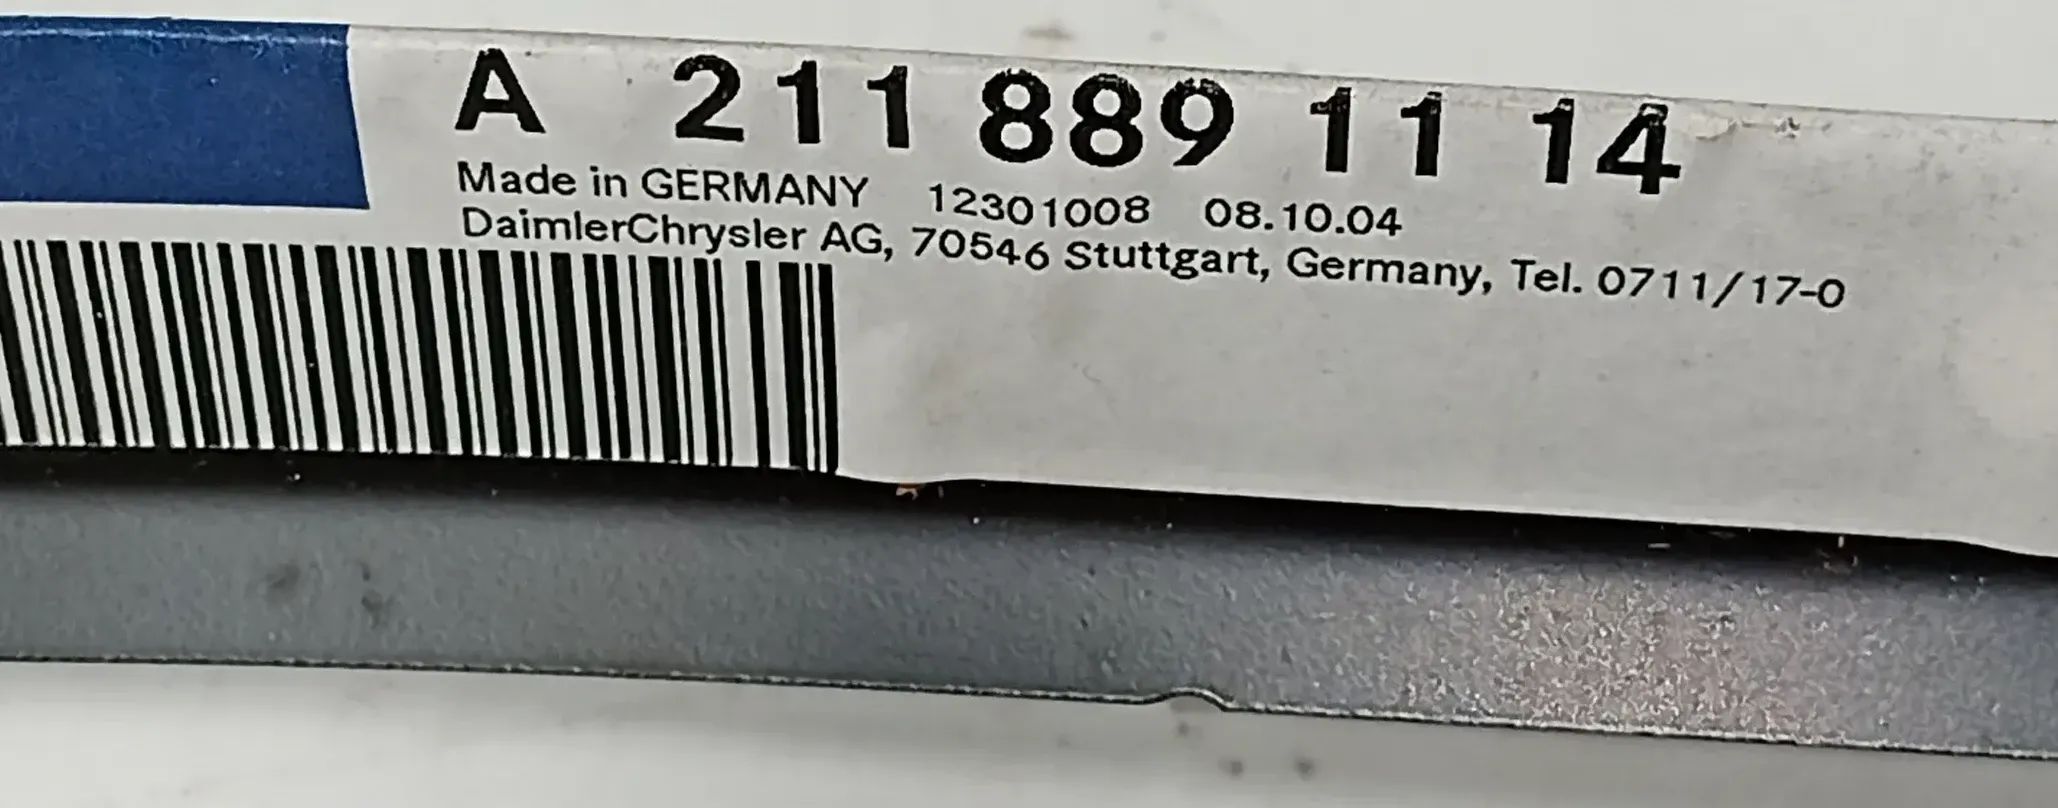 A 211 889 11 14
Made in GERMANY 12301008 08.10.04
DaimlerChrysler AG, 70546 Stuttgart, Germany, Tel. 0711/17-0